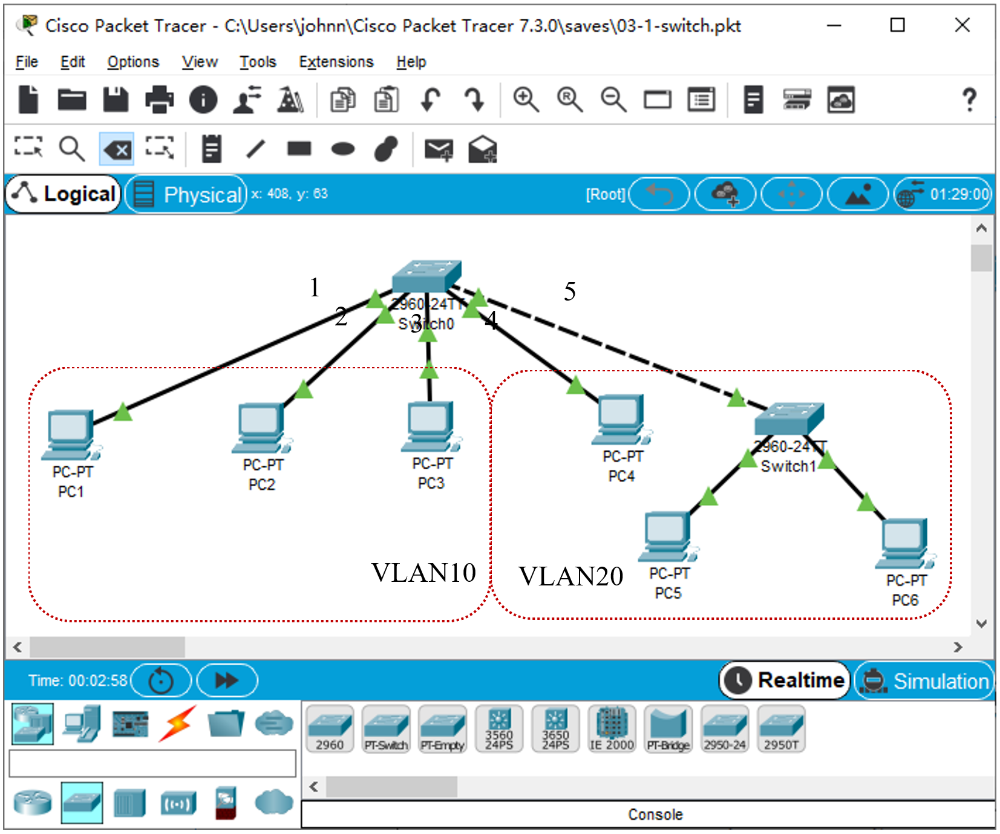 Cisco Packet Tracer - C:\Users\johnn\Cisco Packet Tracer 7.3.0\saves\03-1-switch.pkt
File Edit Options View Tools Extensions Help
Logical Physical x: 408, y: 63 [Root] 01:29:00
1
2
3
4
5
2960-24TT
Switch0
PC-PT
PC1
PC-PT
PC2
PC-PT
PC3
PC-PT
PC4
2960-24TT
Switch1
PC-PT
PC5
PC-PT
PC6
VLAN10
VLAN20
Time: 00:02:58 Realtime Simulation
2960
PT-Switch
PT-Empty
3560
24PS
3650
24PS
IE 2000
PT-Bridge
2950-24
2950T
Console